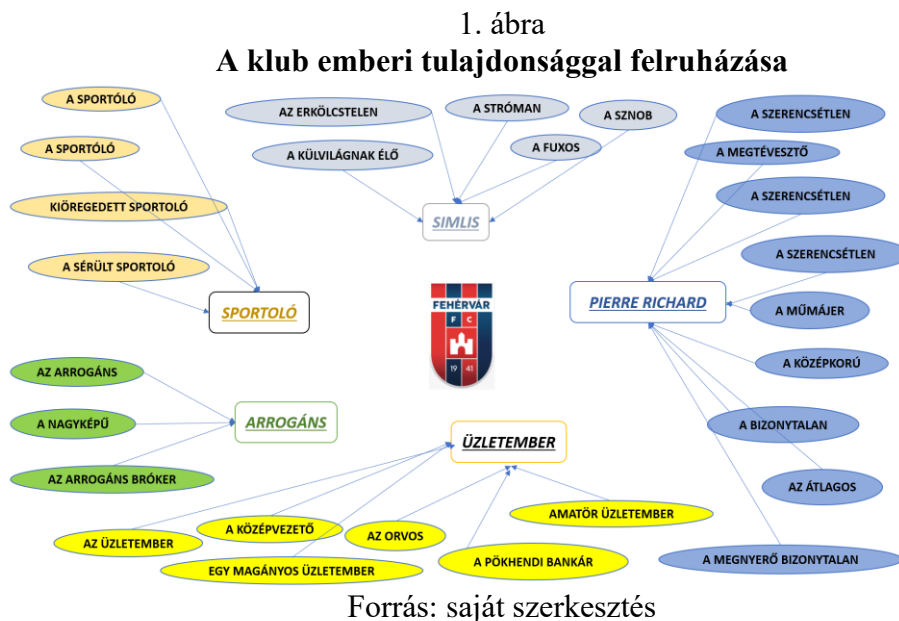 1. ábra
A klub emberi tulajdonsággal felruházása
A SPORTÓLÓ
A SPORTÓLÓ
KIÖREGEDETT SPORTOLÓ
A SÉRÜLT SPORTOLÓ
SPORTOLÓ
AZ ERKÖLCSTELEN
A STRÓMAN
A SZNOB
A KÜLVILÁGNAK ÉLŐ
A FUXOS
SIMLIS
A SZERENCSÉTLEN
A MEGTÉVESZTŐ
A SZERENCSÉTLEN
A SZERENCSÉTLEN
A MŰMÁJER
A KÖZÉPKORÚ
A BIZONYTALAN
AZ ÁTLAGOS
A MEGNYERŐ BIZONYTALAN
PIERRE RICHARD
FEHÉRVÁR
F C
19 41
AZ ARROGÁNS
A NAGYKÉPŰ
AZ ARROGÁNS BRÓKER
ARROGÁNS
ÜZLETEMBER
AZ ÜZLETEMBER
A KÖZÉPVEZETŐ
EGY MAGÁNYOS ÜZLETEMBER
AZ ORVOS
A PÖKHENDI BANKÁR
AMATŐR ÜZLETEMBER
Forrás: saját szerkesztés